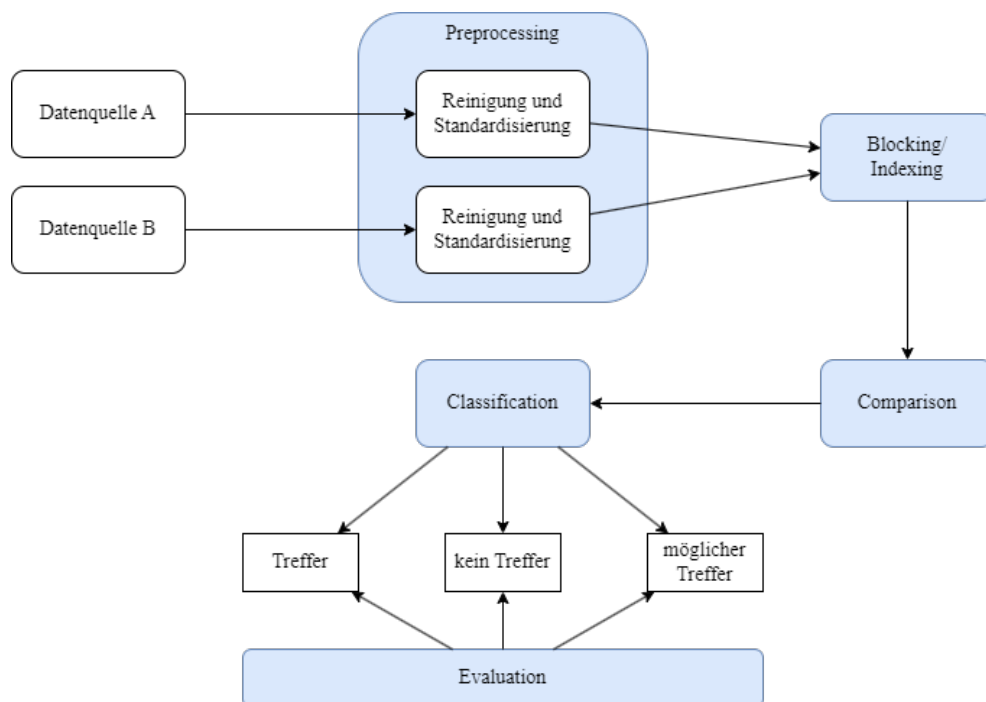 Preprocessing
Datenquelle A
Reinigung und
Standardisierung
Blocking/
Indexing
Datenquelle B
Reinigung und
Standardisierung
Classification
Comparison
Treffer
kein Treffer
möglicher
Treffer
Evaluation